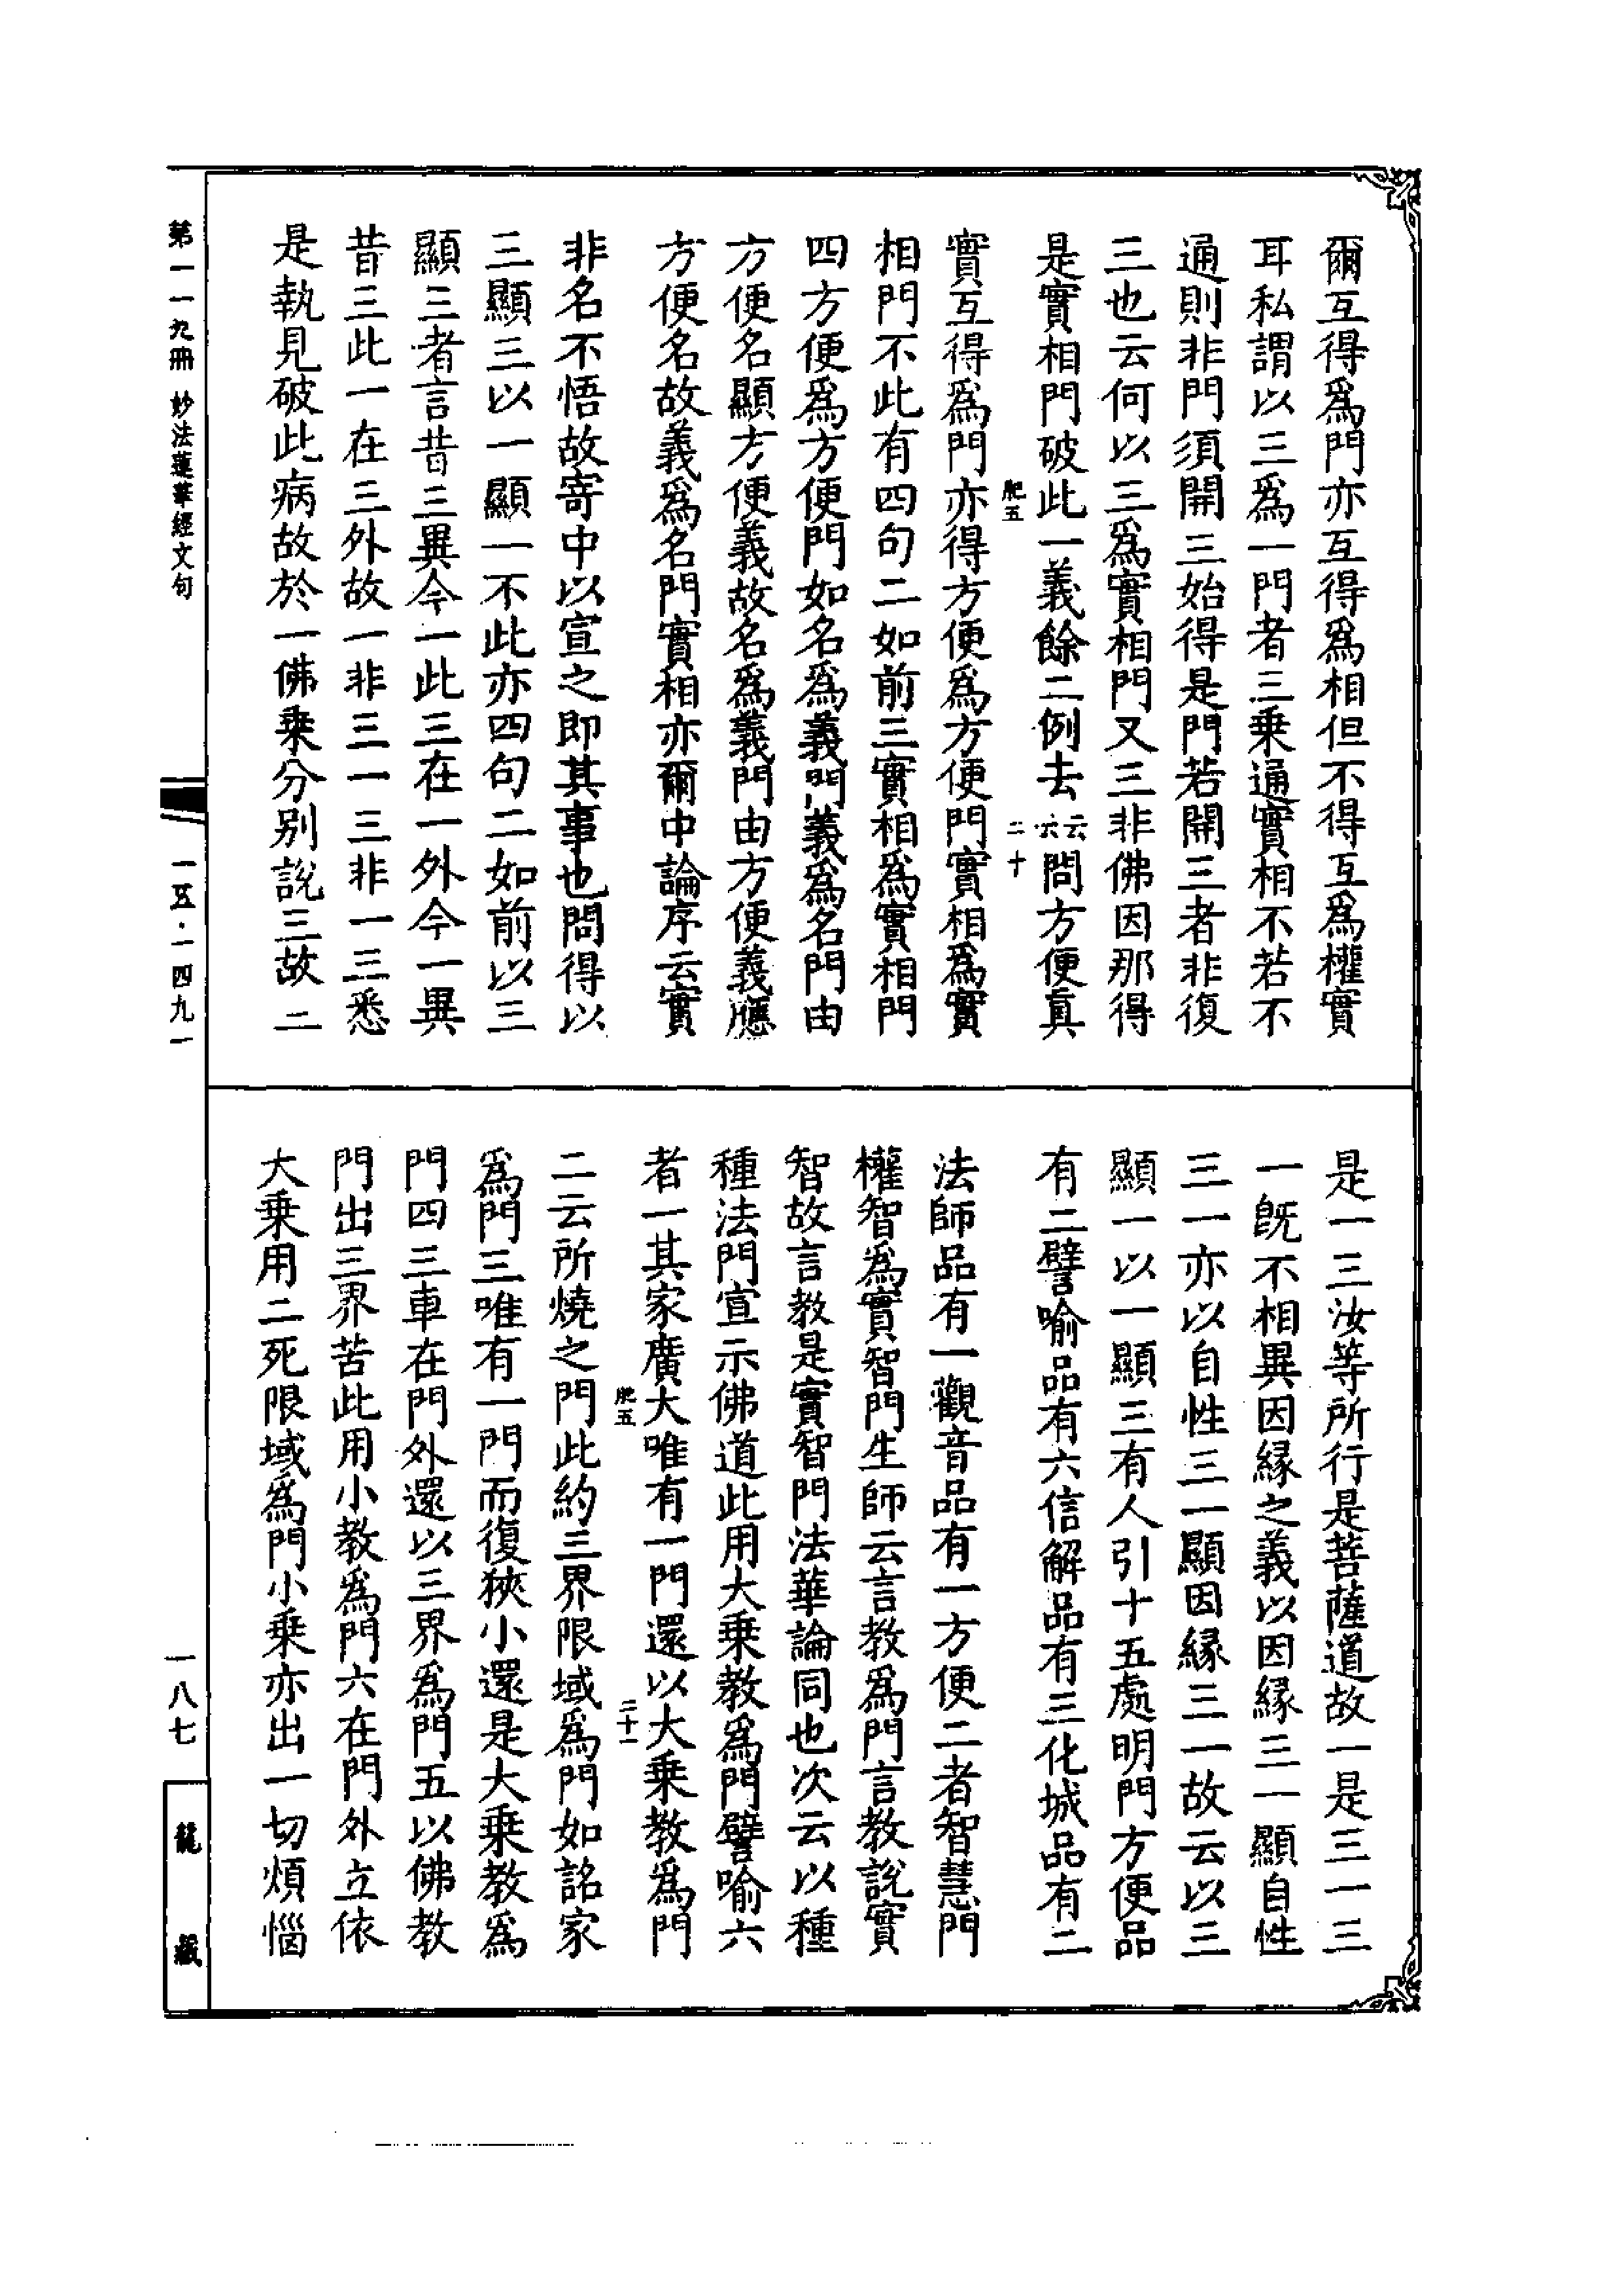 爾互得爲門亦互得爲相但不得互爲權實
耳私謂以三爲一門者三乗通實相不若不
通則非門須開三始得是門若開三者非復
三也云何以三爲實相門又三非佛因那得
是實相門破此一義餘二例去云云問方便真
肥五
二十
實互得爲門亦得方便爲方便門實相爲實
相門不此有四句二如前三實相爲實相門
四方便爲方便門如名爲義門義爲名門由
方便名顯方便義故名爲義門由方便義應
方便名故義爲名門實相亦爾中論序云實
非名不悟故寄中以宣之即其事也問得以
三顯三以一顯一不此亦四句二如前以三
顯三者言昔三異今一此三在一外今一異
昔三此一在三外故一非三一三非一三悉
是執見破此病故於一佛乘分別說三故二
是一三汝等所行是菩薩道故一是三一三
一既不相異因緣之義以因緣三一顯自性
三一亦以自性三一顯因緣三一故云以三
顯一以一顯三有人引十五處明門方便品
有二譬喻品有六信解品有三化城品有二
法師品有一觀音品有一方便二者智慧門
權智爲實智門生師云言教爲門言教說實
智故言教是實智門法華論同也次云以種
種法門宣示佛道此用大乗教爲門譬喻六
者一其家廣大唯有一門還以大乗教爲門
肥五
二十一
二云所燒之門此約三界限域爲門如詺家
爲門三唯有一門而復狹小還是大乗教爲
門四三車在門外還以三界爲門五以佛教
門出三界苦此用小教爲門六在門外立依
大乗用二死限域爲門小乗亦出一切煩惱
第一一九冊 妙法蓮華經文句
一五·一四九一
一八七
龍藏